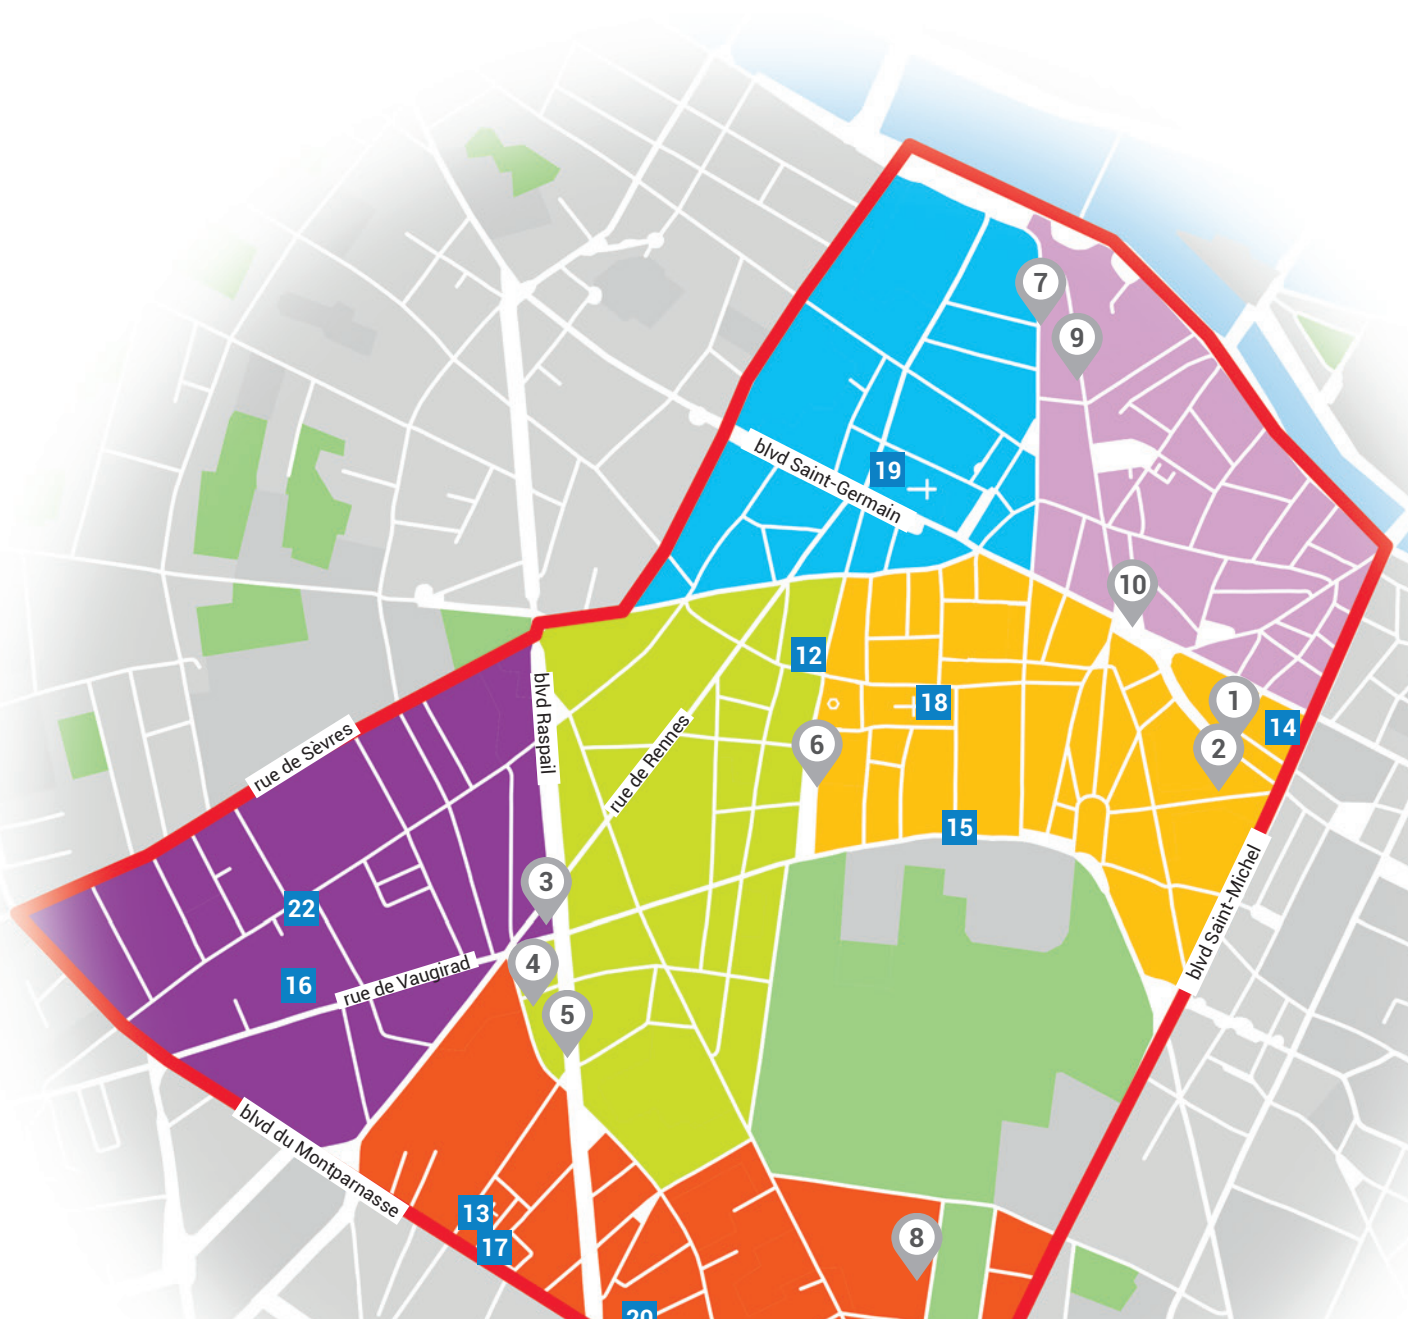 7
9
blvd Saint-Germain
19
10
12
18
1
14
2
6
blvd Raspail
rue de Sèvres
rue de Rennes
15
3
22
blvd Saint-Michel
4
16
rue de Vaugirad
5
blvd du Montparnasse
13
17
8
20